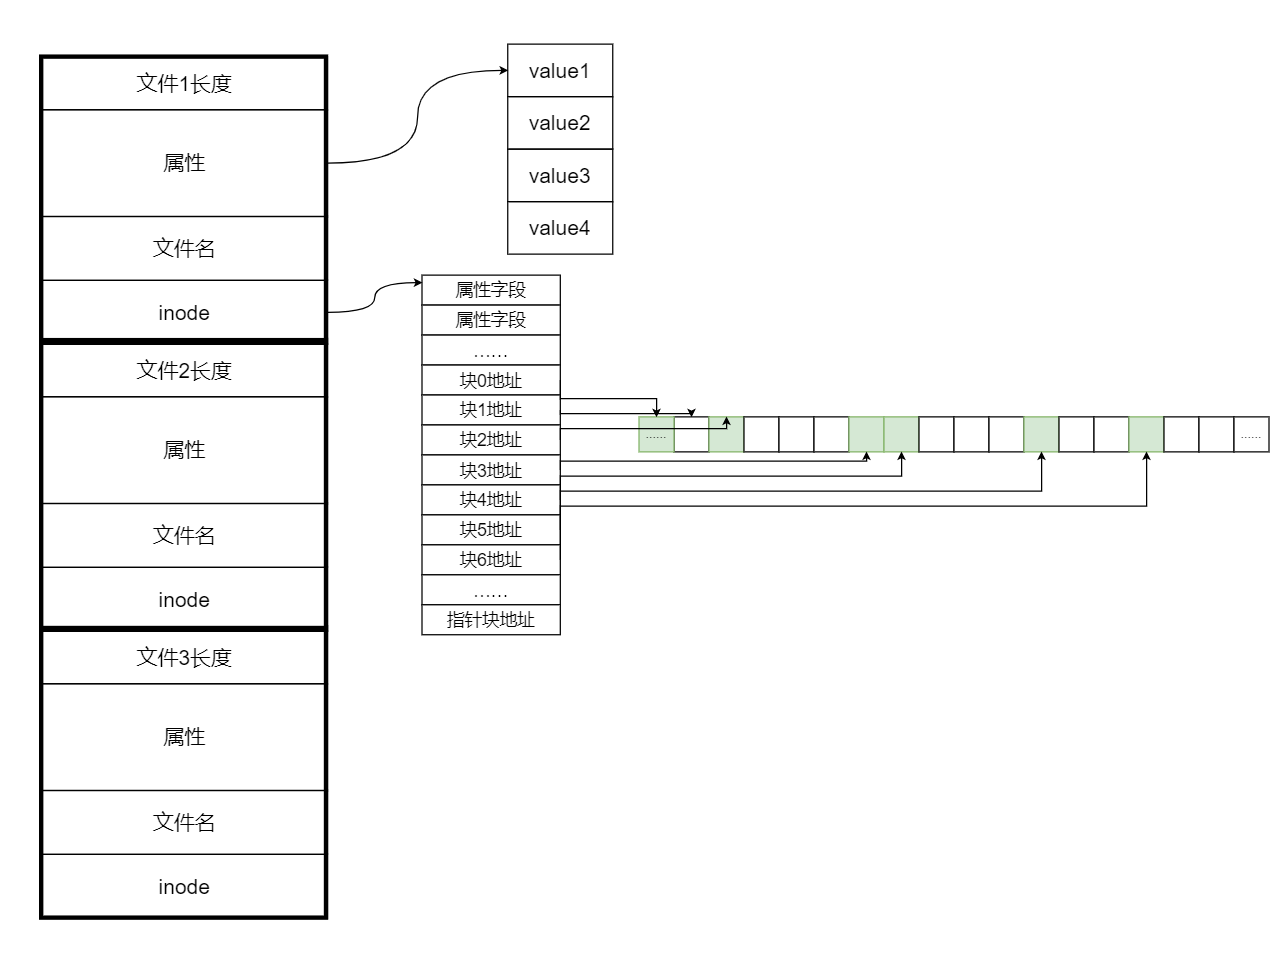 文件1长度
属性
文件名
inode
文件2长度
属性
文件名
inode
文件3长度
属性
文件名
inode
value1
value2
value3
value4
属性字段
属性字段
……
块0地址
块1地址
块2地址
块3地址
块4地址
块5地址
块6地址
……
指针块地址
……
……